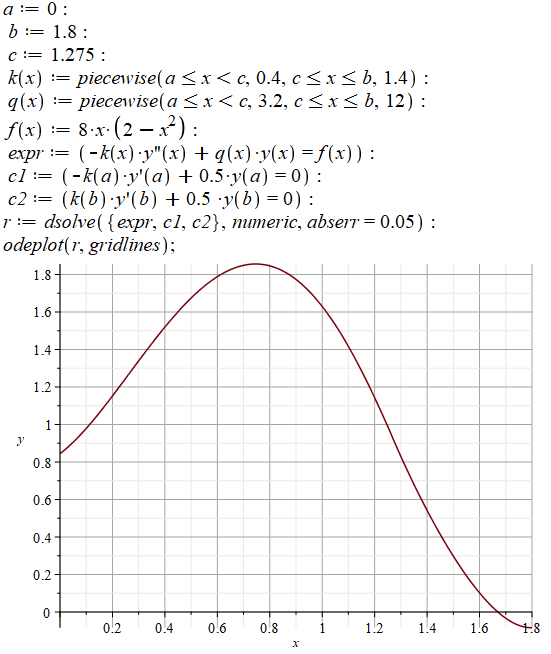 a := 0 :
b := 1.8 :
c := 1.275 :
k(x) := piecewise(a ≤ x < c, 0.4, c ≤ x ≤ b, 1.4) :
q(x) := piecewise(a ≤ x < c, 3.2, c ≤ x ≤ b, 12) :
f(x) := 8·x·(2 − x²) :
expr := (−k(x)·y''(x) + q(x)·y(x) = f(x)) :
c1 := (−k(a)·y'(a) + 0.5·y(a) = 0) :
c2 := (k(b)·y'(b) + 0.5 ·y(b) = 0) :
r := dsolve({expr, c1, c2}, numeric, abserr = 0.05) :
odeplot(r, gridlines);
1.8
1.6
1.4
1.2
1
y
0.8
0.6
0.4
0.2
0
0.2 0.4 0.6 0.8 1 1.2 1.4 1.6 1.8
x